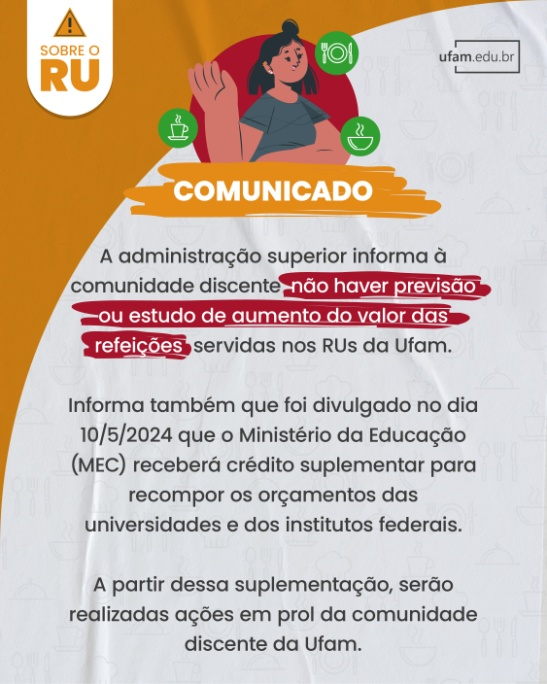 SOBRE O
RU
ufam.edu.br
COMUNICADO
A administração superior informa à
comunidade discente não haver previsão
ou estudo de aumento do valor das
refeições servidas nos RUs da Ufam.
Informa também que foi divulgado no dia
10/5/2024 que o Ministério da Educação
(MEC) receberá crédito suplementar para
recompor os orçamentos das
universidades e dos institutos federais.
A partir dessa suplementação, serão
realizadas ações em prol da comunidade
discente da Ufam.